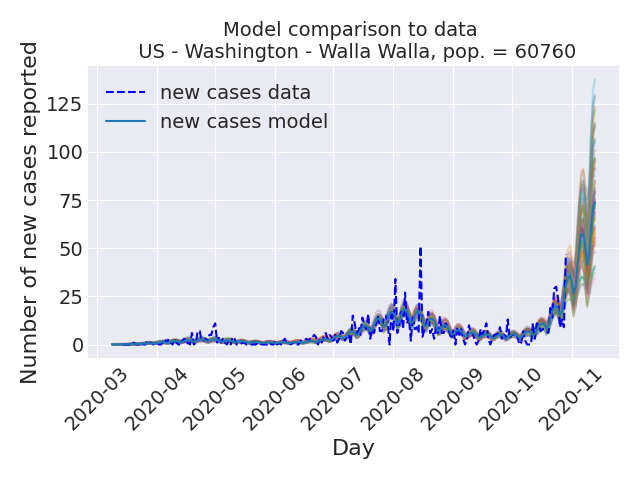 Model comparison to data
US - Washington - Walla Walla, pop. = 60760
Number of new cases reported
125
100
75
50
25
0
new cases data
new cases model
2020-03
2020-04
2020-05
2020-06
2020-07
2020-08
2020-09
2020-10
2020-11
Day